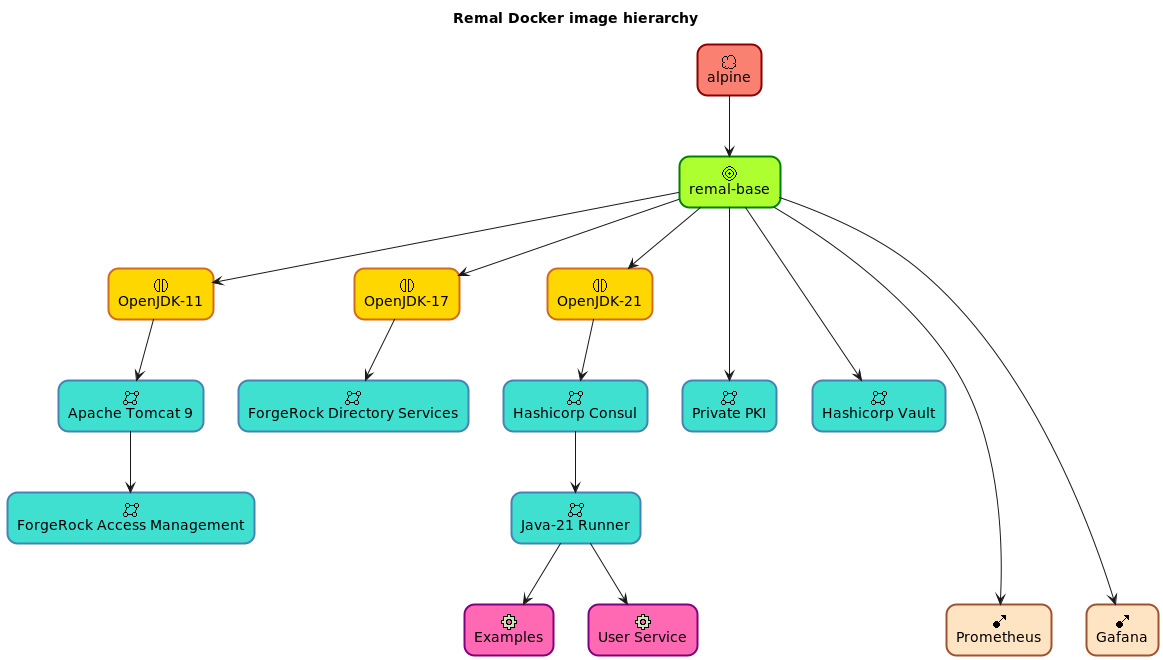 Remal Docker image hierarchy
alpine
remal-base
OpenJDK-11
OpenJDK-17
OpenJDK-21
Apache Tomcat 9
ForgeRock Directory Services
Hashicorp Consul
Private PKI
Hashicorp Vault
ForgeRock Access Management
Java-21 Runner
Examples
User Service
Prometheus
Gafana